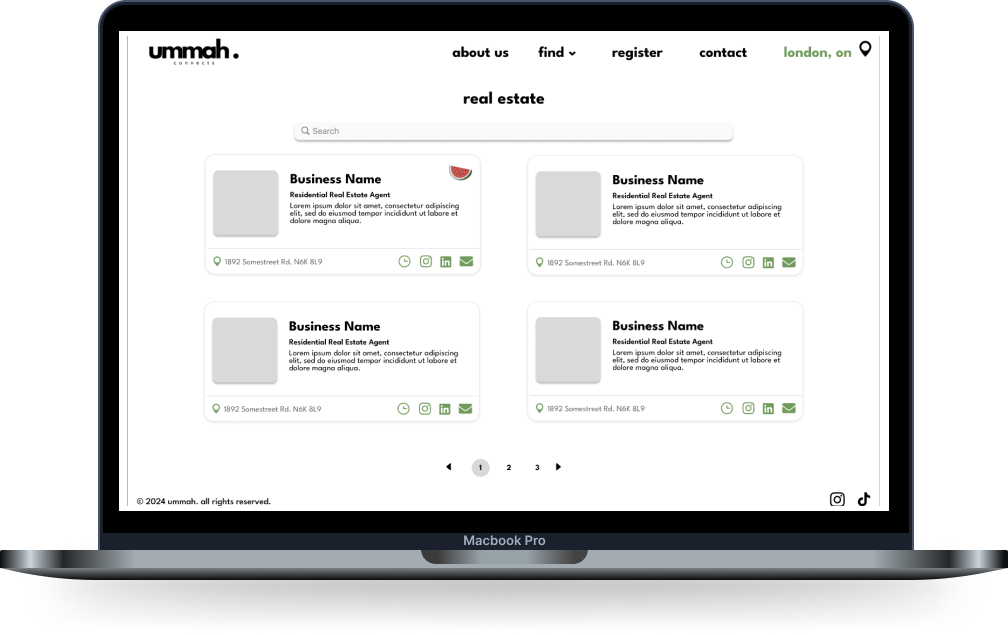 ummah.
connects
about us
find
register
contact
london, on
real estate
Search
Business Name
Residential Real Estate Agent
Lorem ipsum dolor sit amet, consectetur adipiscing
elit, sed do eiusmod tempor incididunt ut labore et
dolore magna aliqua.
1892 Somestreet Rd. N6K 8L9
Business Name
Residential Real Estate Agent
Lorem ipsum dolor sit amet, consectetur adipiscing
elit, sed do eiusmod tempor incididunt ut labore et
dolore magna aliqua.
1892 Somestreet Rd. N6K 8L9
Business Name
Residential Real Estate Agent
Lorem ipsum dolor sit amet, consectetur adipiscing
elit, sed do eiusmod tempor incididunt ut labore et
dolore magna aliqua.
1892 Somestreet Rd. N6K 8L9
Business Name
Residential Real Estate Agent
Lorem ipsum dolor sit amet, consectetur adipiscing
elit, sed do eiusmod tempor incididunt ut labore et
dolore magna aliqua.
1892 Somestreet Rd. N6K 8L9
1 2 3
© 2024 ummah. all rights reserved.
Macbook Pro